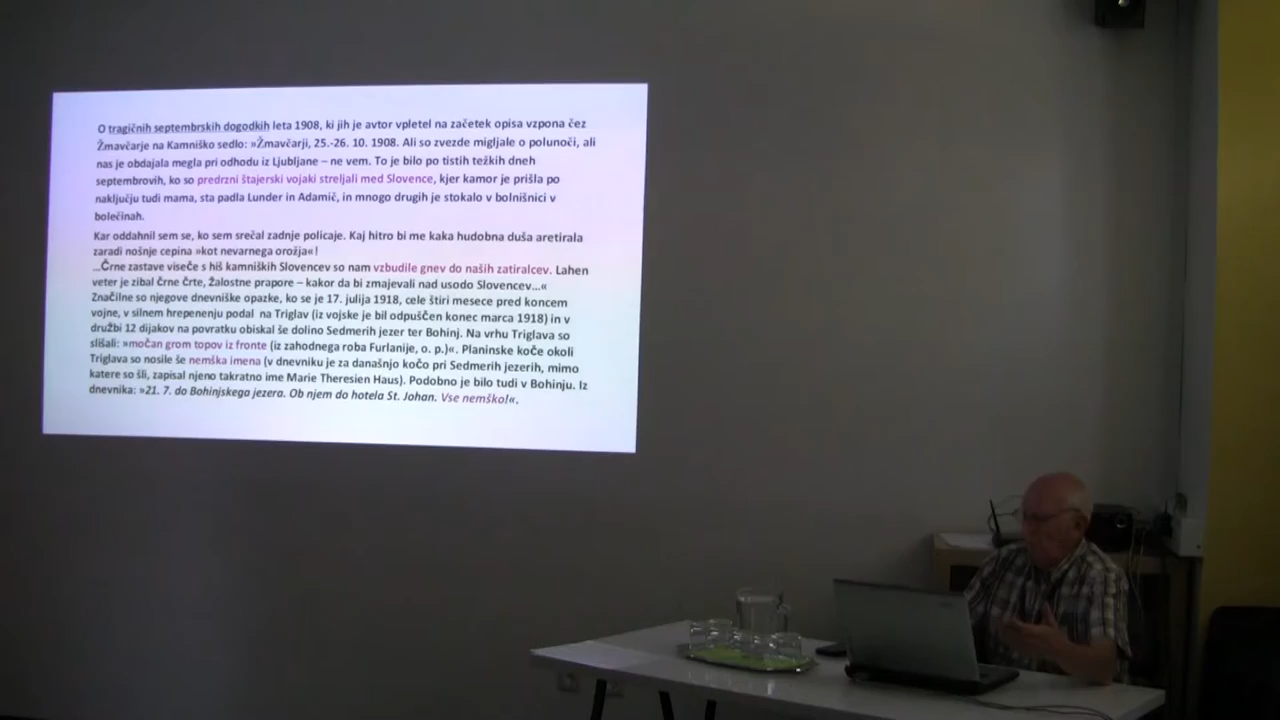 O tragičnih septembrskih dogodkih leta 1908, ki jih je avtor vpletel na začetek opisa vzpona čez
Žmavčarje na Kamniško sedlo: »Žmavčarji, 25.-26. 10. 1908. Ali so zvezde migljale o polunoči, ali
nas je obdajala megla pri odhodu iz Ljubljane – ne vem. To je bilo po tistih težkih dneh
septembrovih, ko so predrzni štajerski vojaki streljali med Slovence, kjer kamor je prišla po
naključju tudi mama, sta padla Lunder in Adamič, in mnogo drugih je stokalo v bolnišnici v
bolečinah.
Kar oddahnil sem se, ko sem srečal zadnje policaje. Kaj hitro bi me kaka hudobna duša aretirala
zaradi nošnje cepina »kot nevarnega orožja«!
...Črne zastave viseče s hiš kamniških Slovencev so nam vzbudile gnev do naših zatiralcev. Lahen
veter je zibal črne črte, žalostne prapore – kakor da bi zmajevali nad usodo Slovencev...«
Značilne so njegove dnevniške opazke, ko se je 17. julija 1918, cele štiri mesece pred koncem
vojne, v silnem hrepenenju podal na Triglav (iz vojske je bil odpuščen konec marca 1918) in v
družbi 12 dijakov na povratku obiskal še dolino Sedmerih jezer ter Bohinj. Na vrhu Triglava so
slišali: »močan grom topov iz fronte (iz zahodnega roba Furlanije, o. p.)«. Planinske koče okoli
Triglava so nosile še nemška imena (v dnevniku je za današnjo kočo pri Sedmerih jezerih, mimo
katere so šli, zapisal njeno takratno ime Marie Theresien Haus). Podobno je bilo tudi v Bohinju. Iz
dnevnika: »21. 7. do Bohinjskega jezera. Ob njem do hotela St. Johan. Vse nemško!«.